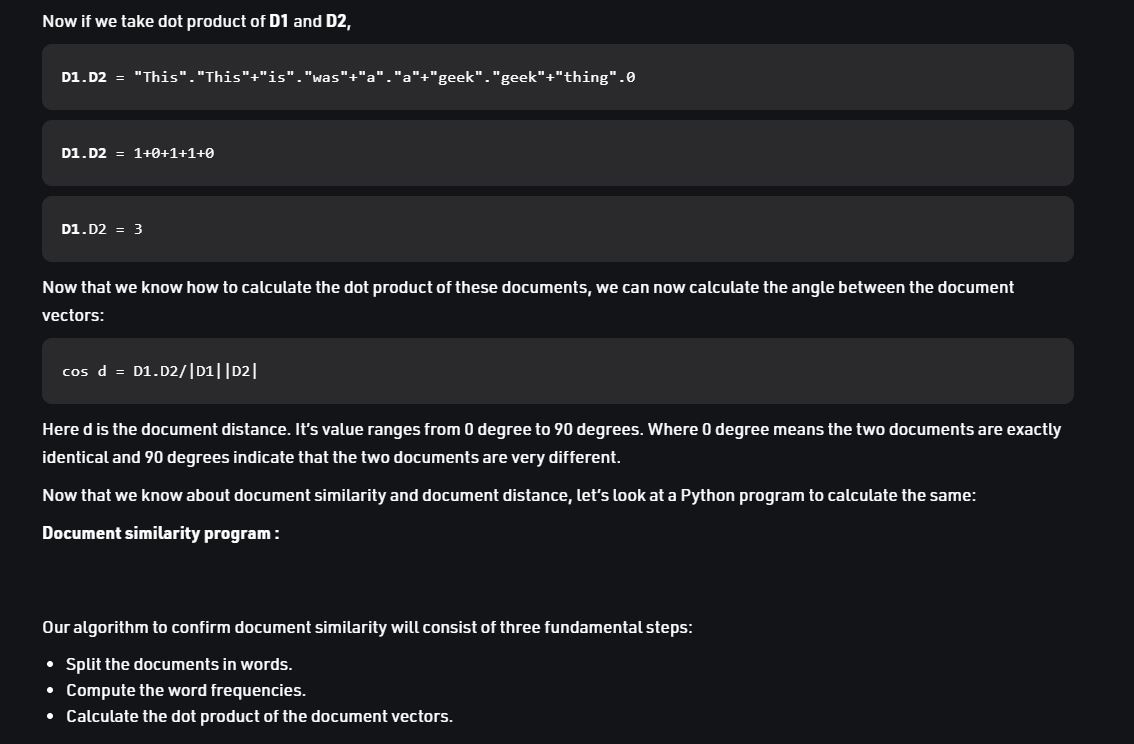 Now if we take dot product of D1 and D2,
D1.D2 = "This"."This"+"is"."was"+"a"."a"+"geek"."geek"+"thing".0
D1.D2 = 1+0+1+1+0
D1.D2 = 3
Now that we know how to calculate the dot product of these documents, we can now calculate the angle between the document
vectors:
cos d = D1.D2/|D1||D2|
Here d is the document distance. It’s value ranges from 0 degree to 90 degrees. Where 0 degree means the two documents are exactly
identical and 90 degrees indicate that the two documents are very different.
Now that we know about document similarity and document distance, let’s look at a Python program to calculate the same:
Document similarity program :
Our algorithm to confirm document similarity will consist of three fundamental steps:
• Split the documents in words.
• Compute the word frequencies.
• Calculate the dot product of the document vectors.